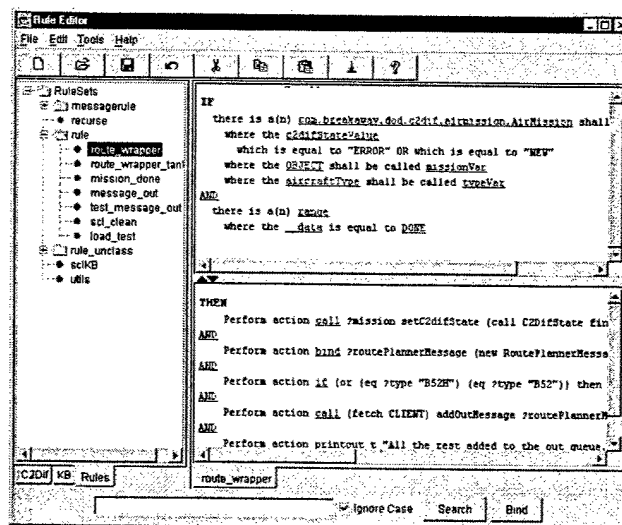 Rule Editor
File Edit Tools Help
RuleSets
messagerule
recurse
rule
route_wrapper
route_wrapper_tanl
mission_done
message_out
test_message_out
scl_clean
load_test
rule_unclass
sclKB
utils
C2Dif KB Rules
IF
there is a(n) com.breakaway.dod.c2dif.airmission.AirMission shall
where the c2difStateValue
which is equal to "ERROR" OR which is equal to "NEW"
where the OBJECT shall be called missionVar
where the aircraftType shall be called typeVar
AND
there is a(n) range
where the __data is equal to DONE
THEN
Perform action call ?mission setC2difState (call C2DifState fin
AND
Perform action bind ?routePlannerMessage (new RoutePlannerMessa
AND
Perform action if (or (eq ?type "B52H") (eq ?type "B52")) then
AND
Perform action call (fetch CLIENT) addOutMessage ?routePlannerM
AND
Perform action printout t "All the rest added to the out queue
route_wrapper
Ignore Case Search Bind